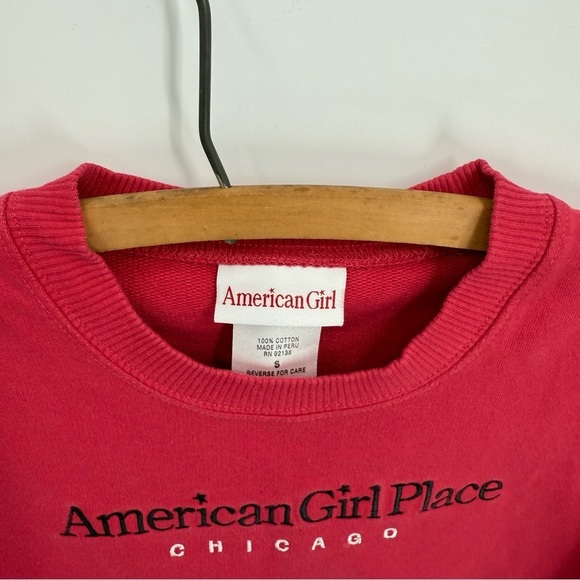 American Girl
100% COTTON
MADE IN PERU
RN 92138
S
REVERSE FOR CARE
American Girl Place
CHICAGO